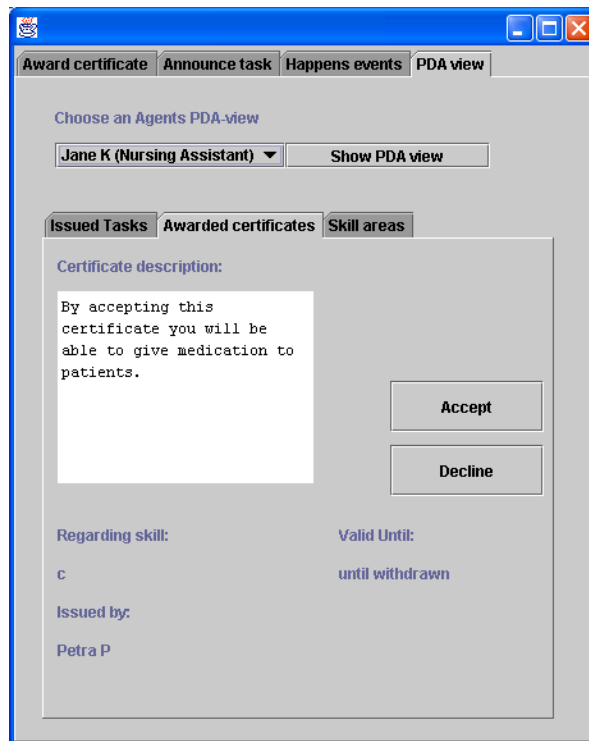 Award certificate Announce task Happens events PDA view
Choose an Agents PDA-view
Jane K (Nursing Assistant) Show PDA view
Issued Tasks Awarded certificates Skill areas
Certificate description:
By accepting this
certificate you will be
able to give medication to
patients.
Accept
Decline
Regarding skill: Valid Until:
c until withdrawn
Issued by:
Petra P